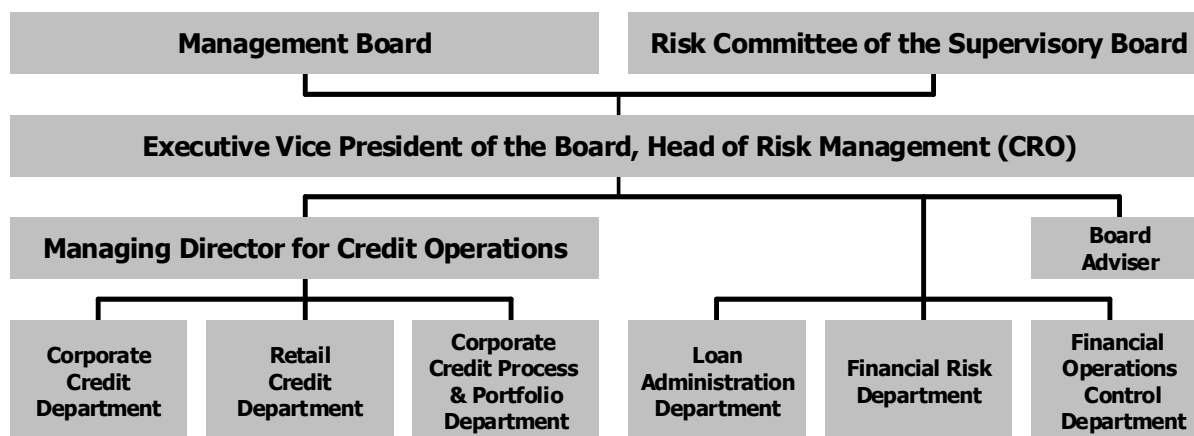 Management Board
Risk Committee of the Supervisory Board
Executive Vice President of the Board, Head of Risk Management (CRO)
Managing Director for Credit Operations
Board
Adviser
Corporate
Credit
Department
Retail
Credit
Department
Corporate
Credit Process
& Portfolio
Department
Loan
Administration
Department
Financial Risk
Department
Financial
Operations
Control
Department